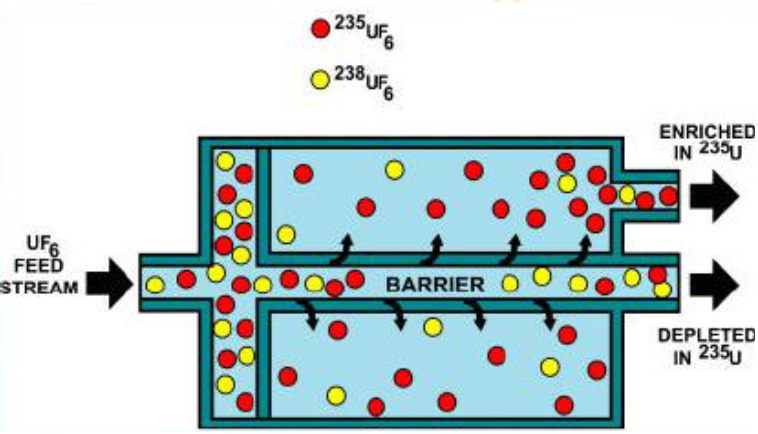 ²³⁵UF₆
²³⁸UF₆
ENRICHED
IN ²³⁵U
UF₆
FEED
STREAM
BARRIER
DEPLETED
IN ²³⁵U